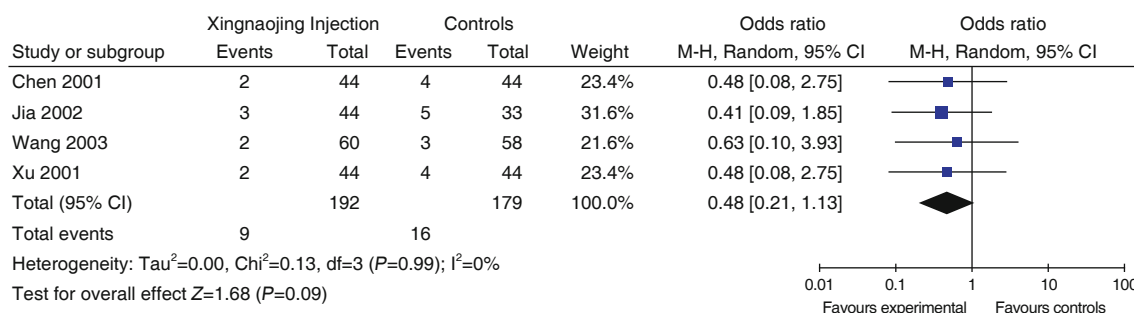 Xingnaojing Injection Controls Odds ratio Odds ratio
Study or subgroup Events Total Events Total Weight M-H, Random, 95% CI M-H, Random, 95% CI
Chen 2001 2 44 4 44 23.4% 0.48 [0.08, 2.75]
Jia 2002 3 44 5 33 31.6% 0.41 [0.09, 1.85]
Wang 2003 2 60 3 58 21.6% 0.63 [0.10, 3.93]
Xu 2001 2 44 4 44 23.4% 0.48 [0.08, 2.75]
Total (95% CI) 192 179 100.0% 0.48 [0.21, 1.13]
Total events 9 16
Heterogeneity: Tau²=0.00, Chi²=0.13, df=3 (P=0.99); I²=0%
Test for overall effect Z=1.68 (P=0.09)
0.01 0.1 1 10 100
Favours experimental Favours controls